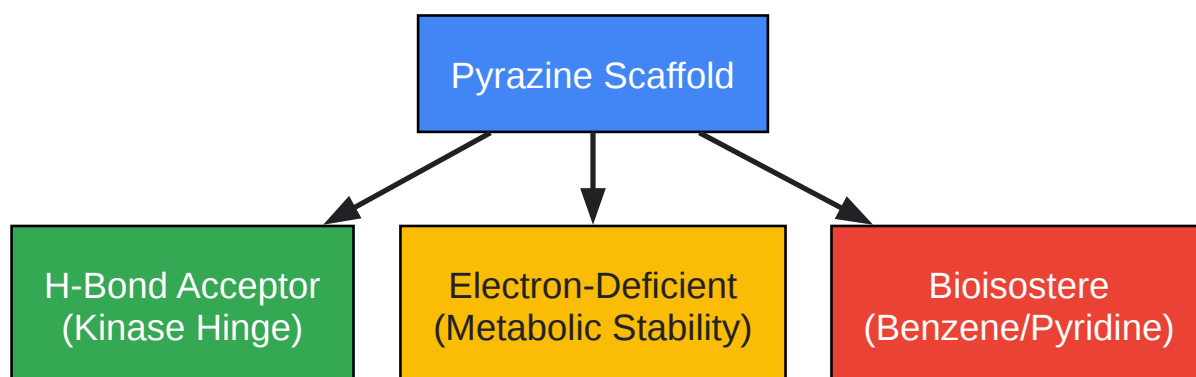 Pyrazine Scaffold
H-Bond Acceptor
(Kinase Hinge)
Electron-Deficient
(Metabolic Stability)
Bioisostere
(Benzene/Pyridine)